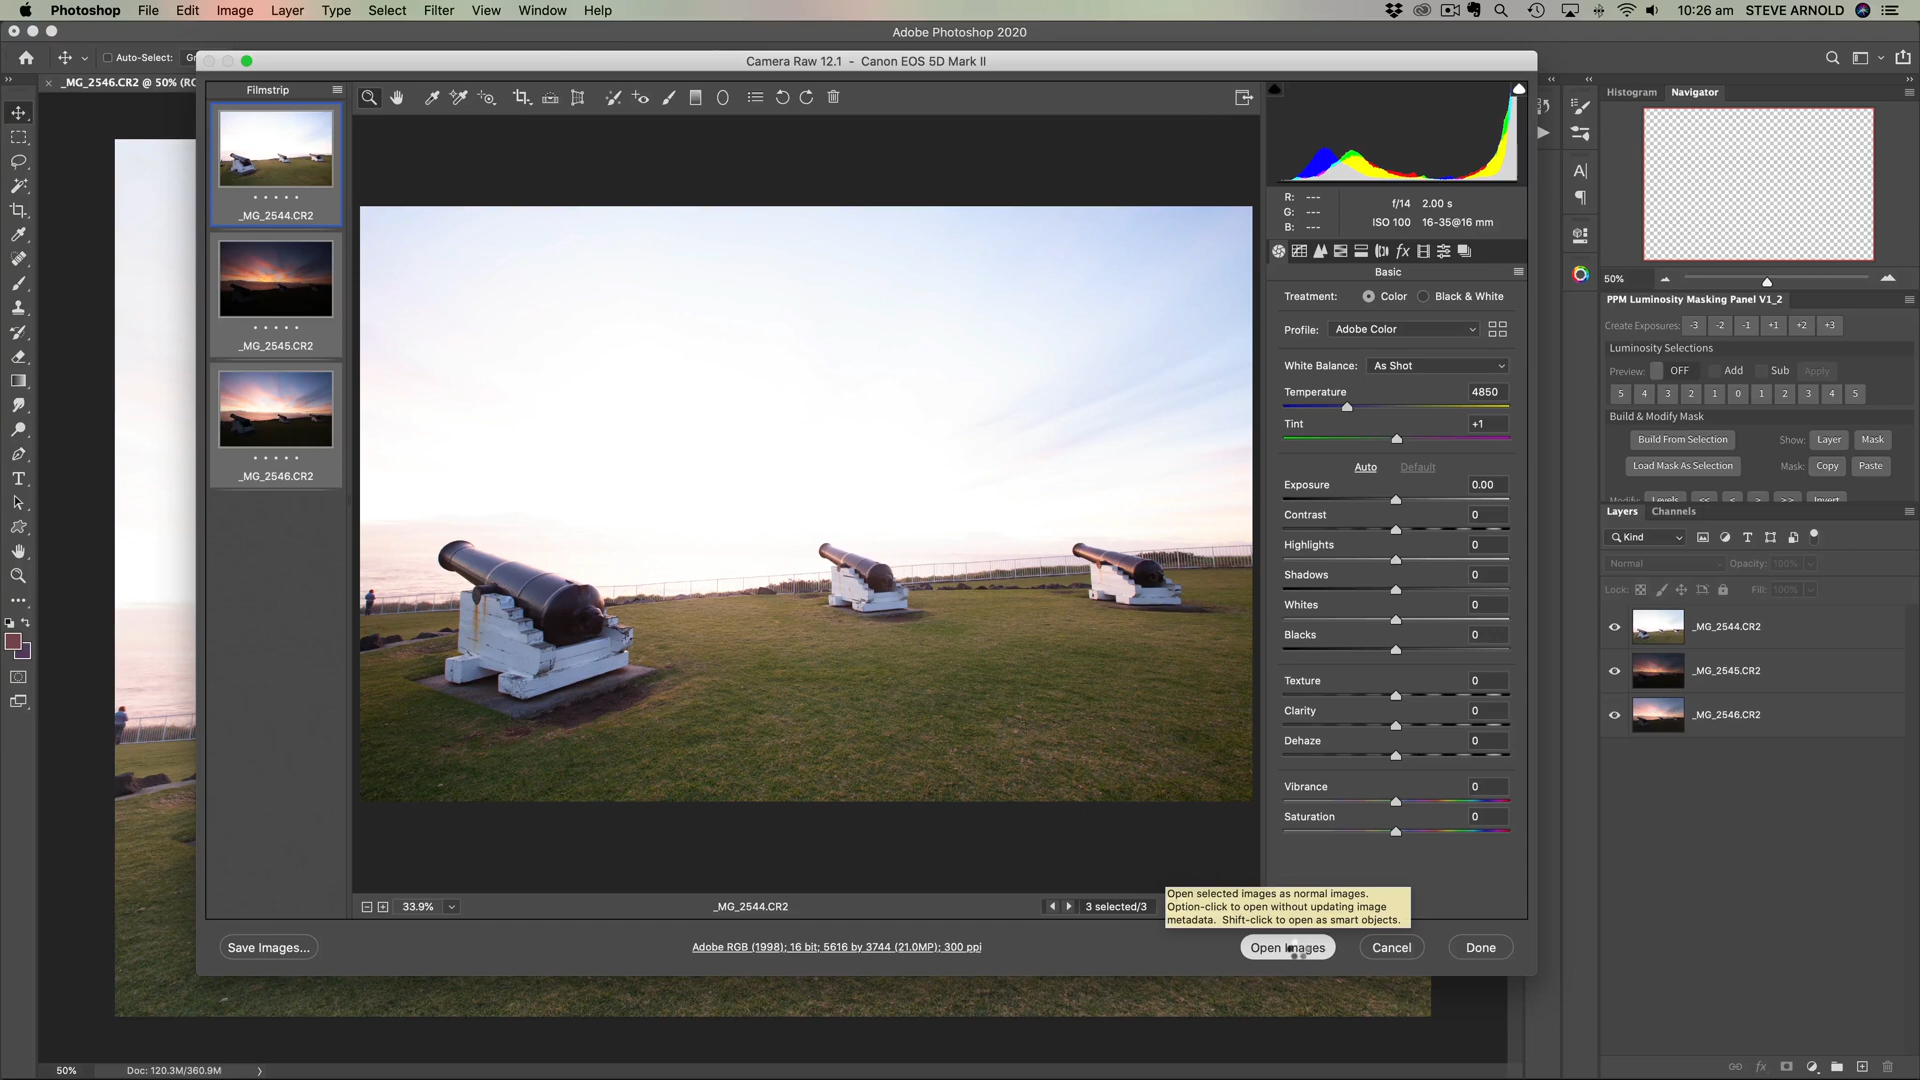 Photoshop File Edit Image Layer Type Select Filter View Window Help
10:26 am STEVE ARNOLD
Adobe Photoshop 2020
Auto-Select:
_MG_2546.CR2 @ 50% (RG
Camera Raw 12.1 - Canon EOS 5D Mark II
Filmstrip
_MG_2544.CR2
_MG_2545.CR2
_MG_2546.CR2
33.9%
_MG_2544.CR2
3 selected/3
Save Images...
Adobe RGB (1998); 16 bit; 5616 by 3744 (21.0MP); 300 ppi
Open selected images as normal images.
Option-click to open without updating image
metadata. Shift-click to open as smart objects.
Open Images
Cancel
Done
R: ---
G: ---
B: ---
f/14 2.00 s
ISO 100 16-35@16 mm
Basic
Treatment: Color Black & White
Profile: Adobe Color
White Balance: As Shot
Temperature 4850
Tint +1
Auto Default
Exposure 0.00
Contrast 0
Highlights 0
Shadows 0
Whites 0
Blacks 0
Texture 0
Clarity 0
Dehaze 0
Vibrance 0
Saturation 0
Histogram Navigator
50%
PPM Luminosity Masking Panel V1_2
Create Exposures: -3 -2 -1 +1 +2 +3
Luminosity Selections
Preview: OFF Add Sub Apply
5 4 3 2 1 0 1 2 3 4 5
Build & Modify Mask
Build From Selection Show: Layer Mask
Load Mask As Selection Mask: Copy Paste
Modify: Levels << < > >> Invert
Layers Channels
Kind
Normal Opacity: 100%
Lock: Fill: 100%
_MG_2544.CR2
_MG_2545.CR2
_MG_2546.CR2
50% Doc: 120.3M/360.9M